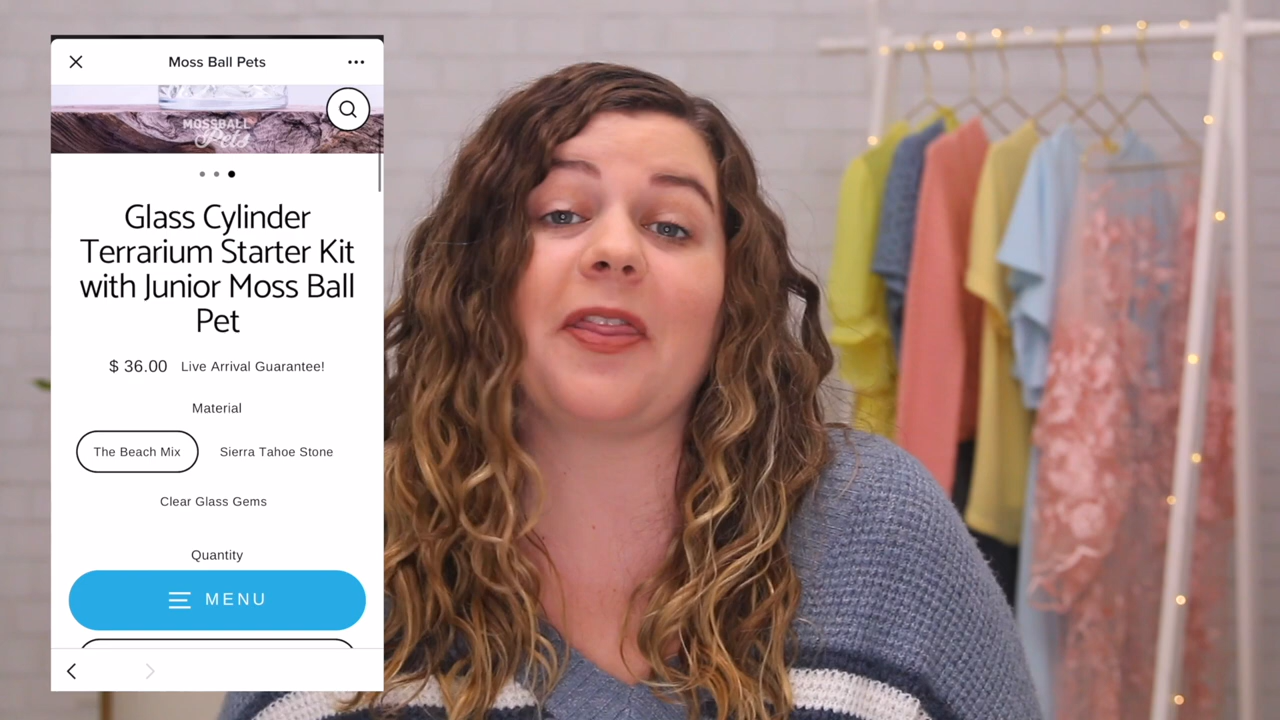 Moss Ball Pets
MOSSBALL
Pets
Glass Cylinder
Terrarium Starter Kit
with Junior Moss Ball
Pet
$ 36.00 Live Arrival Guarantee!
Material
The Beach Mix Sierra Tahoe Stone
Clear Glass Gems
Quantity
MENU